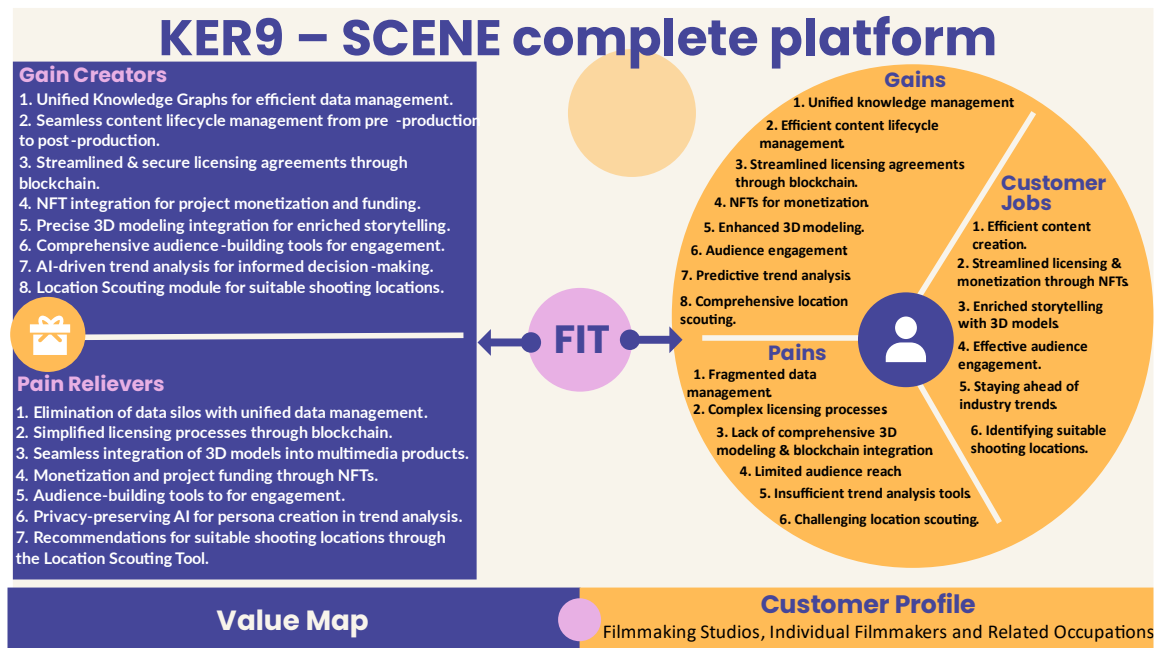 KER9 – SCENE complete platform
Gain Creators
1. Unified Knowledge Graphs for efficient data management.
2. Seamless content lifecycle management from pre -production
to post-production.
3. Streamlined & secure licensing agreements through
blockchain.
4. NFT integration for project monetization and funding.
5. Precise 3D modeling integration for enriched storytelling.
6. Comprehensive audience-building tools for engagement.
7. AI-driven trend analysis for informed decision-making.
8. Location Scouting module for suitable shooting locations.
Pain Relievers
1. Elimination of data silos with unified data management.
2. Simplified licensing processes through blockchain.
3. Seamless integration of 3D models into multimedia products.
4. Monetization and project funding through NFTs.
5. Audience-building tools to for engagement.
6. Privacy-preserving AI for persona creation in trend analysis.
7. Recommendations for suitable shooting locations through
the Location Scouting Tool.
FIT
Gains
1. Unified knowledge management
2. Efficient content lifecycle
management.
3. Streamlined licensing agreements
through blockchain.
4. NFTs for monetization.
5. Enhanced 3D modeling.
6. Audience engagement
7. Predictive trend analysis.
8. Comprehensive location
scouting.
Customer
Jobs
1. Efficient content
creation.
2. Streamlined licensing &
monetization through NFTs.
3. Enriched storytelling
with 3D models.
4. Effective audience
engagement.
5. Staying ahead of
industry trends.
6. Identifying suitable
shooting locations.
Pains
1. Fragmented data
management.
2. Complex licensing processes.
3. Lack of comprehensive 3D
modeling & blockchain integration.
4. Limited audience reach
5. Insufficient trend analysis tools.
6. Challenging location scouting.
Value Map
Customer Profile
Filmmaking Studios, Individual Filmmakers and Related Occupations